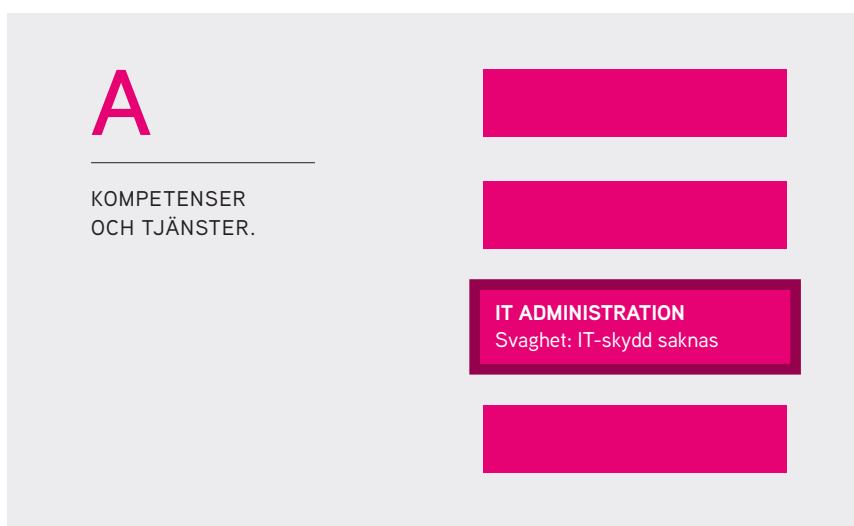 A
KOMPETENSER
OCH TJÄNSTER.
IT ADMINISTRATION
Svaghet: IT-skydd saknas